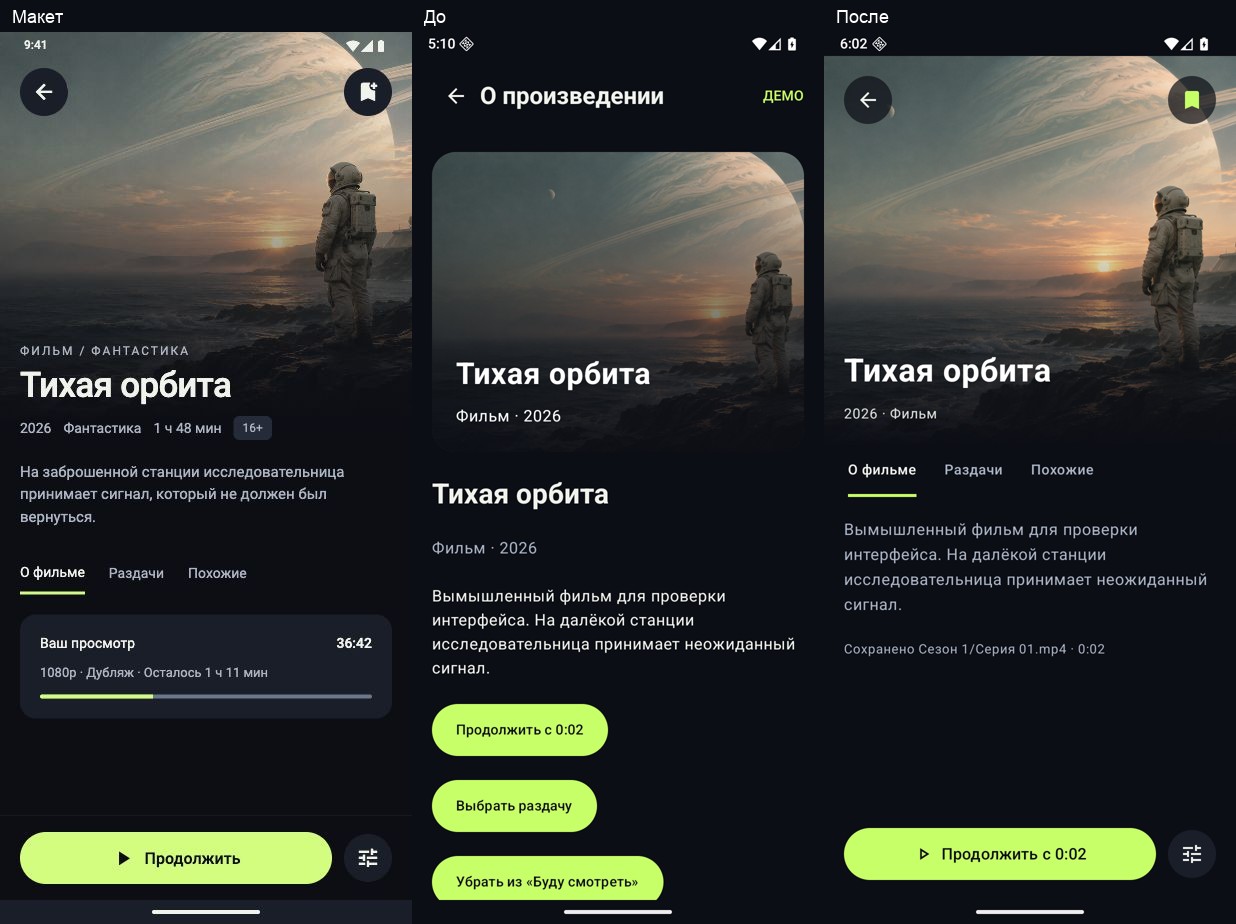 Макет
9:41
ФИЛЬМ / ФАНТАСТИКА
Тихая орбита
2026 Фантастика 1 ч 48 мин 16+
На заброшенной станции исследовательница
принимает сигнал, который не должен был
вернуться.
О фильме Раздачи Похожие
Ваш просмотр 36:42
1080p · Дубляж · Осталось 1 ч 11 мин
Продолжить
До
5:10
О произведении ДЕМО
Тихая орбита
Фильм · 2026
Тихая орбита
Фильм · 2026
Вымышленный фильм для проверки
интерфейса. На далёкой станции
исследовательница принимает неожиданный
сигнал.
Продолжить с 0:02
Выбрать раздачу
Убрать из «Буду смотреть»
После
6:02
Тихая орбита
2026 · Фильм
О фильме Раздачи Похожие
Вымышленный фильм для проверки
интерфейса. На далёкой станции
исследовательница принимает неожиданный
сигнал.
Сохранено Сезон 1/Серия 01.mp4 · 0:02
Продолжить с 0:02